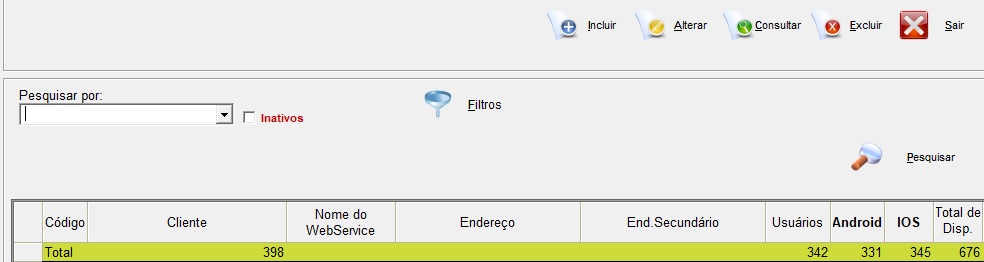 Incluir Alterar Consultar Excluir Sair
Pesquisar por:
Inativos
Filtros
Pesquisar
Código Cliente Nome do WebService Endereço End.Secundário Usuários Android IOS Total de Disp.
Total 398 342 331 345 676